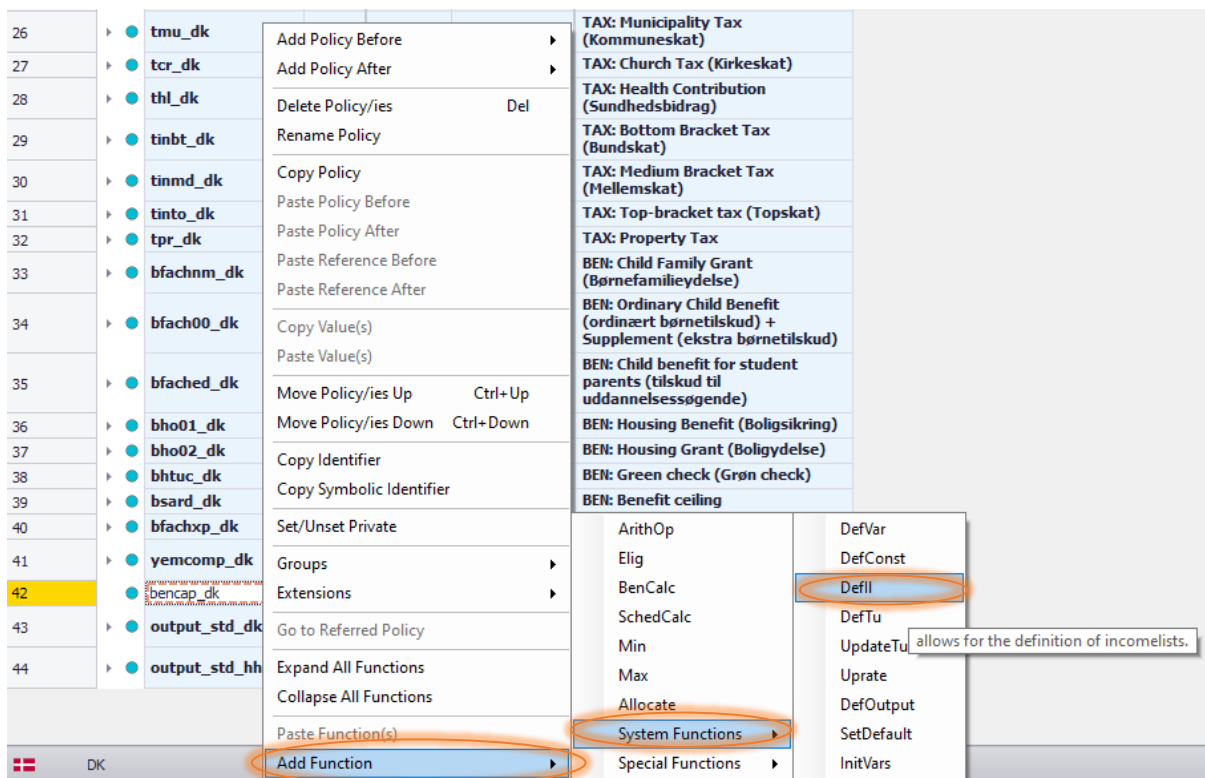 26
tmu_dk
TAX: Municipality Tax
(Kommuneskat)
27
tcr_dk
TAX: Church Tax (Kirkeskat)
28
thl_dk
TAX: Health Contribution
(Sundhedsbidrag)
29
tinbt_dk
TAX: Bottom Bracket Tax
(Bundskat)
30
tinmd_dk
TAX: Medium Bracket Tax
(Mellemskat)
31
tinto_dk
TAX: Top-bracket tax (Topskat)
32
tpr_dk
TAX: Property Tax
33
bfachnm_dk
BEN: Child Family Grant
(Børnefamilieydelse)
34
bfach00_dk
BEN: Ordinary Child Benefit
(ordinært børnetilskud) +
Supplement (ekstra børnetilskud)
35
bfached_dk
BEN: Child benefit for student
parents (tilskud til
uddannelsessøgende)
36
bho01_dk
BEN: Housing Benefit (Boligsikring)
37
bho02_dk
BEN: Housing Grant (Boligydelse)
38
bhtuc_dk
BEN: Green check (Grøn check)
39
bsard_dk
BEN: Benefit ceiling
40
bfachxp_dk
41
yemcomp_dk
42
bencap_dk
43
output_std_dk
44
output_std_hh
Add Policy Before
Add Policy After
Delete Policy/ies Del
Rename Policy
Copy Policy
Paste Policy Before
Paste Policy After
Paste Reference Before
Paste Reference After
Copy Value(s)
Paste Value(s)
Move Policy/ies Up Ctrl+Up
Move Policy/ies Down Ctrl+Down
Copy Identifier
Copy Symbolic Identifier
Set/Unset Private
Groups
Extensions
Go to Referred Policy
Expand All Functions
Collapse All Functions
Paste Function(s)
Add Function
ArithOp
Elig
BenCalc
SchedCalc
Min
Max
Allocate
System Functions
Special Functions
DefVar
DefConst
DefIl
DefTu
UpdateTu
Uprate
DefOutput
SetDefault
InitVars
allows for the definition of incomelists.
DK